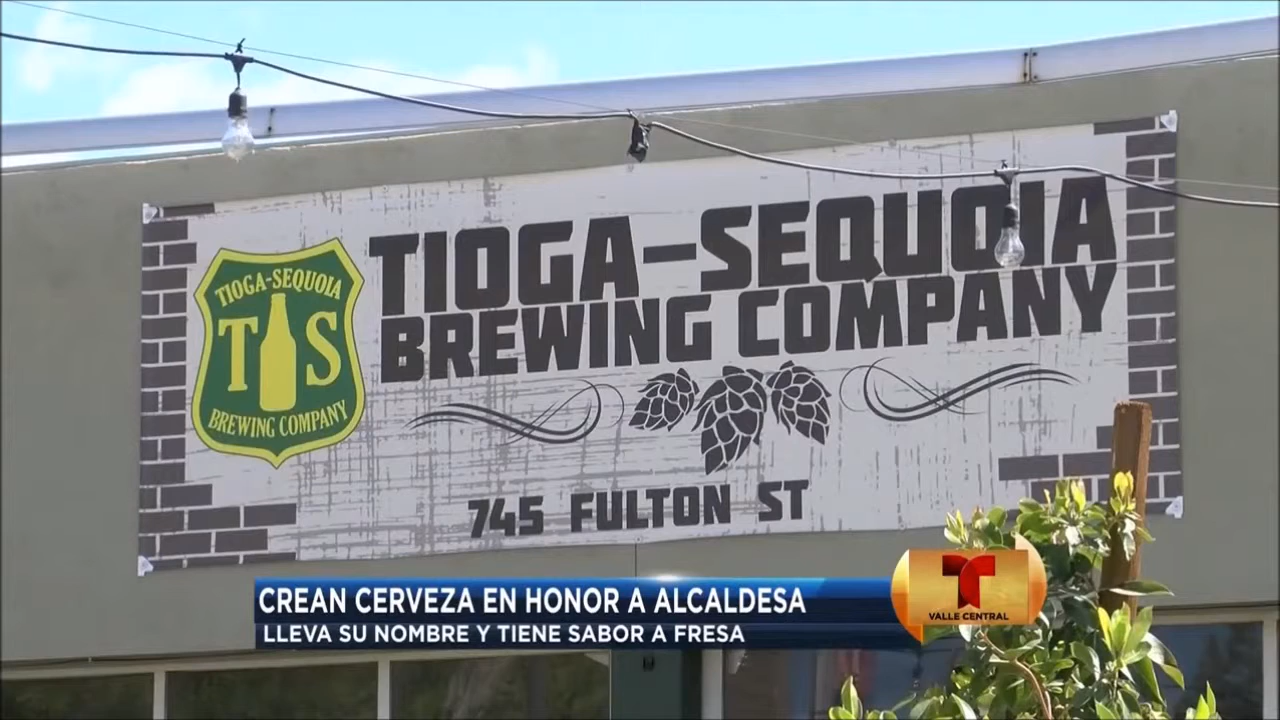 TIOGA-SEQUOIA
BREWING COMPANY
TIOGA-SEQUOIA
TS
BREWING COMPANY
745 FULTON ST
CREAN CERVEZA EN HONOR A ALCALDESA
LLEVA SU NOMBRE Y TIENE SABOR A FRESA
T
VALLE CENTRAL